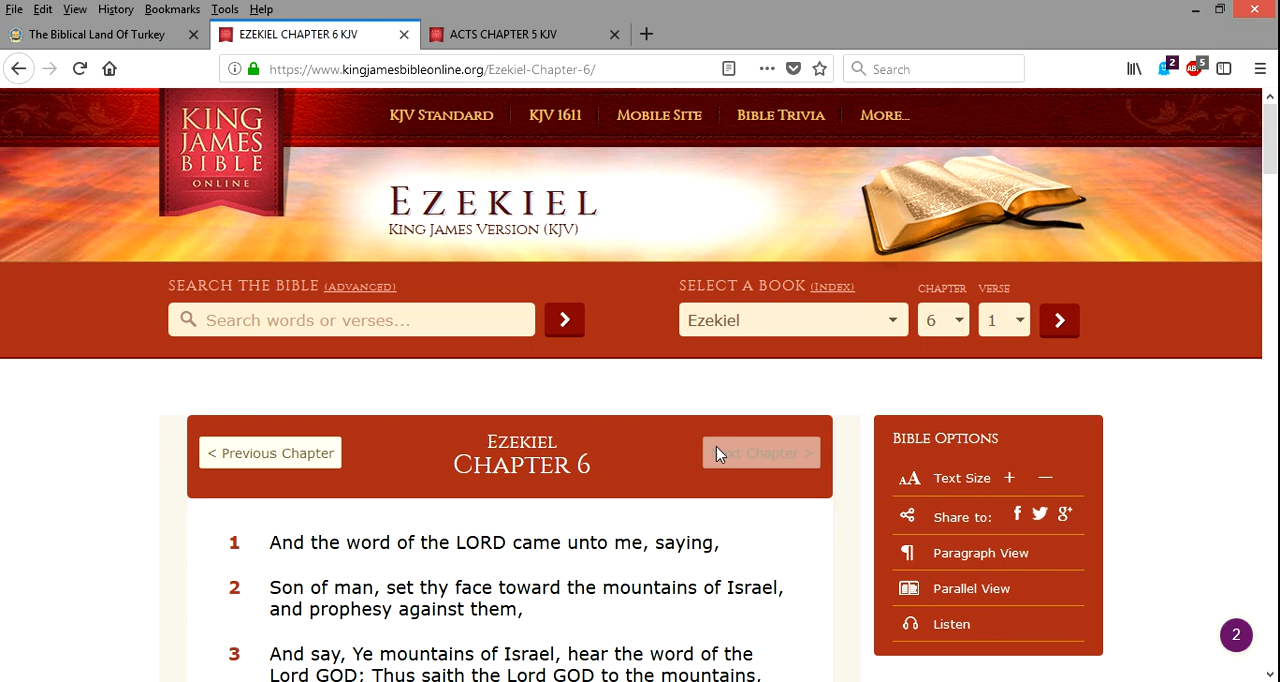 File Edit View History Bookmarks Tools Help
The Biblical Land Of Turkey
EZEKIEL CHAPTER 6 KJV
ACTS CHAPTER 5 KJV
https://www.kingjamesbibleonline.org/Ezekiel-Chapter-6/
Search
2
5
KING
JAMES
BIBLE
ONLINE
KJV STANDARD
KJV 1611
MOBILE SITE
BIBLE TRIVIA
MORE...
EZEKIEL
KING JAMES VERSION (KJV)
SEARCH THE BIBLE (ADVANCED)
Search words or verses...
SELECT A BOOK (INDEX)
CHAPTER
VERSE
Ezekiel
6
1
< Previous Chapter
EZEKIEL
CHAPTER 6
Next Chapter >
1 And the word of the LORD came unto me, saying,
2 Son of man, set thy face toward the mountains of Israel,
and prophesy against them,
3 And say, Ye mountains of Israel, hear the word of the
Lord GOD; Thus saith the Lord GOD to the mountains,
BIBLE OPTIONS
AA Text Size + —
Share to:
Paragraph View
Parallel View
Listen
2